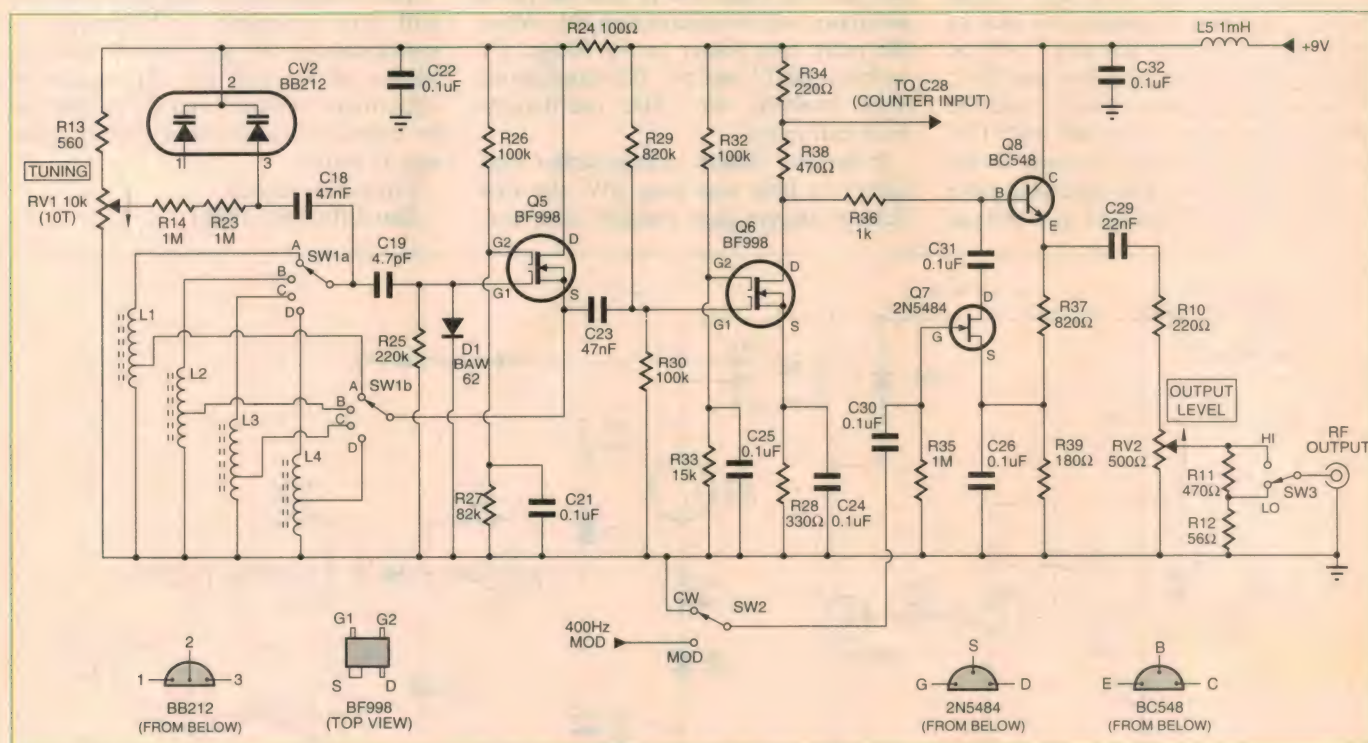 R24 100Ω
L5 1mH
+9V
CV2
BB212
2
1
3
C22
0.1uF
R34
220Ω
TO C28
(COUNTER INPUT)
C32
0.1uF
R13
560
R26
100k
R29
820k
R32
100k
R38
470Ω
Q8
BC548
C
B
E
TUNING
RV1 10k
(10T)
R14
1M
R23
1M
C18
47nF
Q5
BF998
Q6
BF998
R36
1k
C29
22nF
A
SW1a
B
C
D
C19
4.7pF
G2
D
G1
S
G2
D
G1
S
C31
0.1uF
Q7
2N5484
D
G
S
R37
820Ω
R10
220Ω
L1
L2
L3
L4
R25
220k
D1
BAW
62
C23
47nF
R30
100k
A
SW1b
B
C
D
OUTPUT
LEVEL
C30
0.1uF
R33
15k
C25
0.1uF
R35
1M
C26
0.1uF
R39
180Ω
RV2
500Ω
HI
RF
OUTPUT
R11
470Ω
SW3
LO
R12
56Ω
R27
82k
C21
0.1uF
R28
330Ω
C24
0.1uF
CW
SW2
400Hz
MOD
MOD
2
1
3
BB212
(FROM BELOW)
G1 G2
S D
BF998
(TOP VIEW)
S
G D
2N5484
(FROM BELOW)
B
E C
BC548
(FROM BELOW)